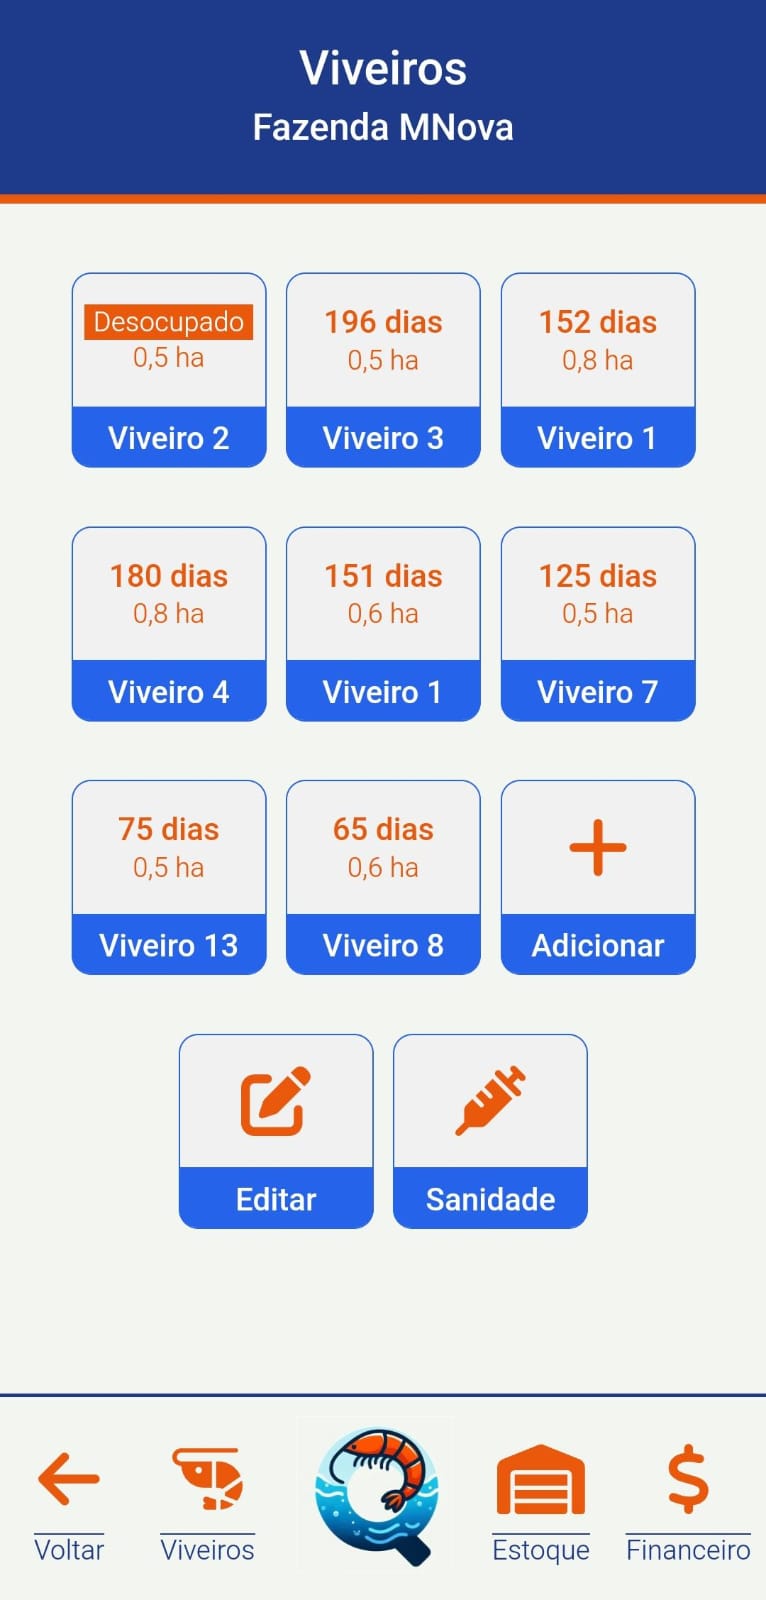 Viveiros
Fazenda MNova
Desocupado
0,5 ha
Viveiro 2
196 dias
0,5 ha
Viveiro 3
152 dias
0,8 ha
Viveiro 1
180 dias
0,8 ha
Viveiro 4
151 dias
0,6 ha
Viveiro 1
125 dias
0,5 ha
Viveiro 7
75 dias
0,5 ha
Viveiro 13
65 dias
0,6 ha
Viveiro 8
Adicionar
Editar
Sanidade
Voltar
Viveiros
Estoque
Financeiro